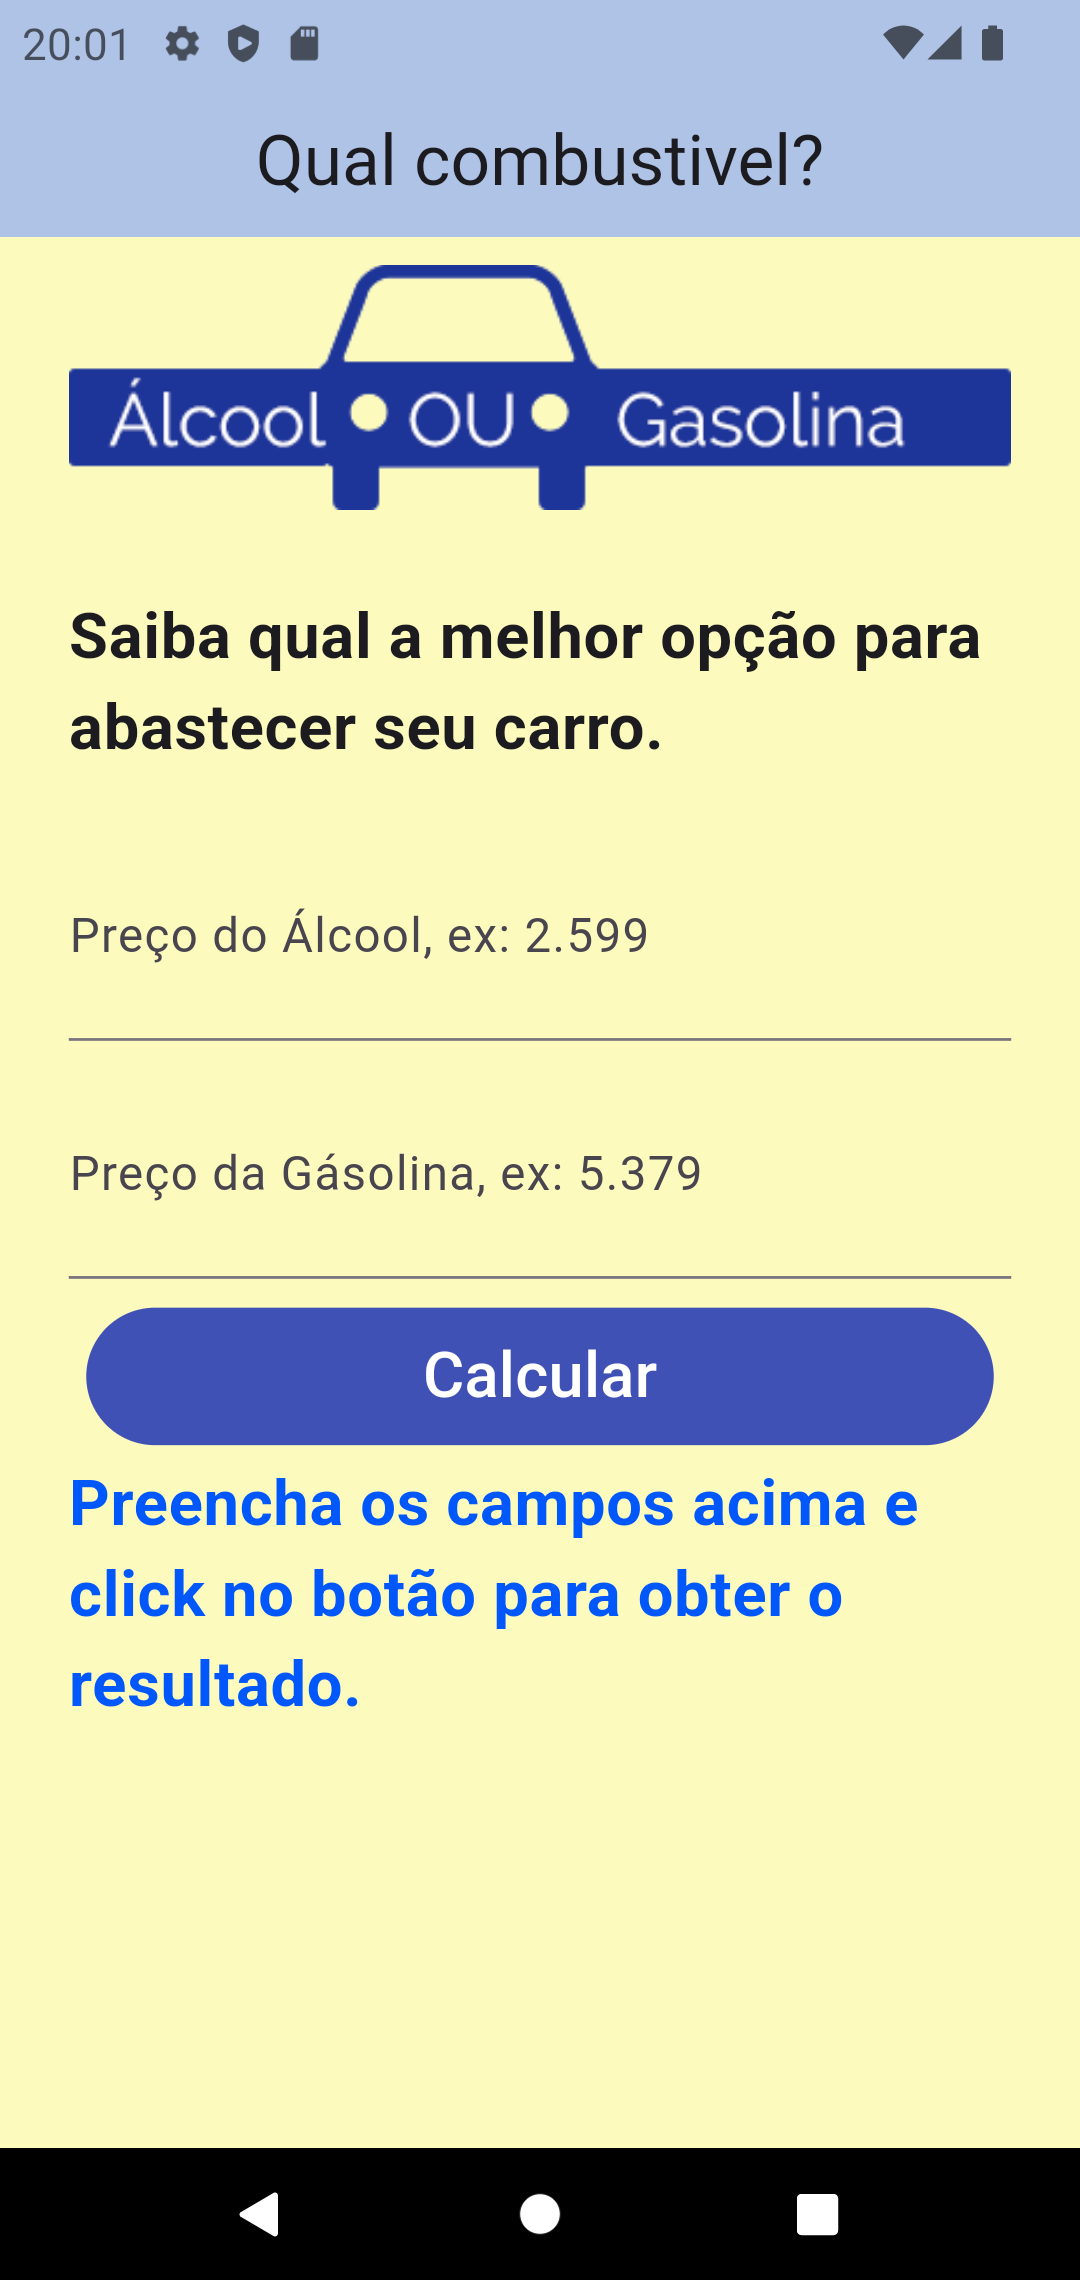 20:01
Qual combustivel?
Álcool OU Gasolina
Saiba qual a melhor opção para
abastecer seu carro.
Preço do Álcool, ex: 2.599
Preço da Gásolina, ex: 5.379
Calcular
Preencha os campos acima e
click no botão para obter o
resultado.